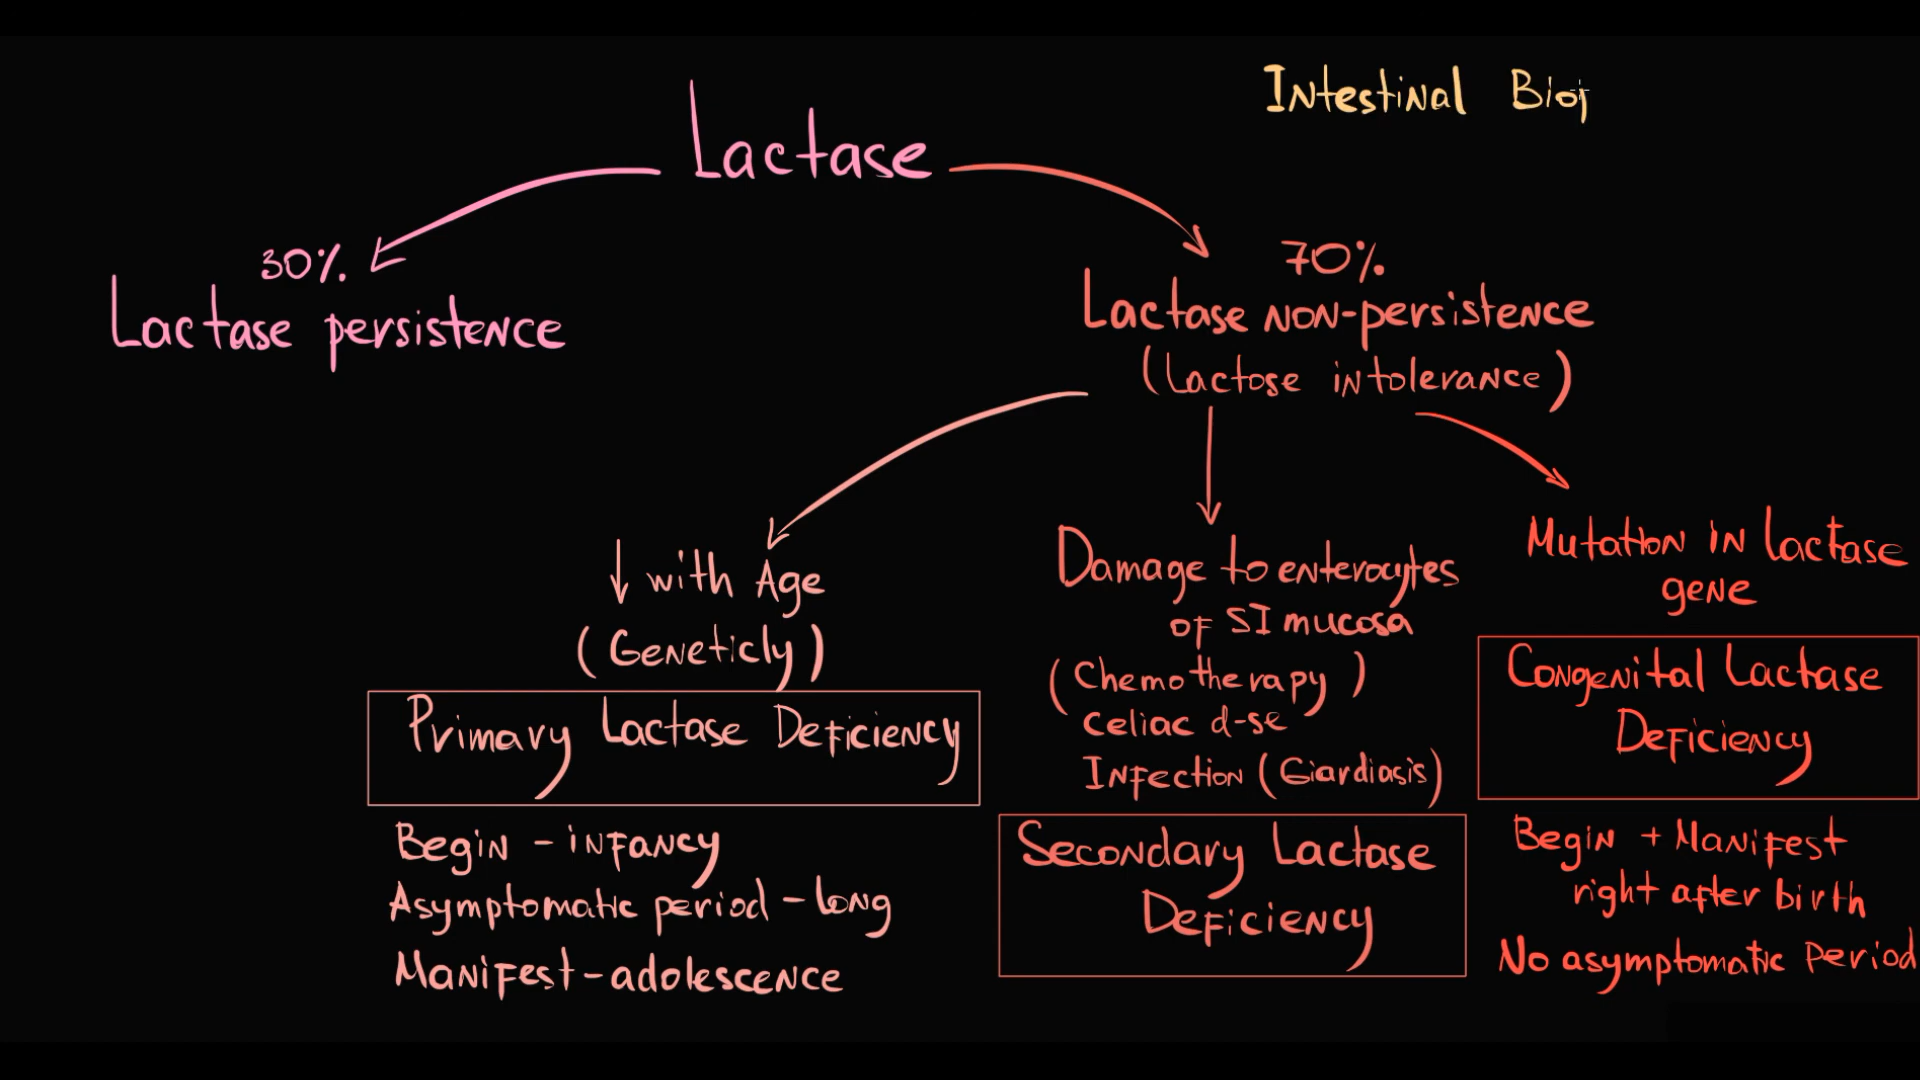 Intestinal
Lactase
30%
Lactase persistence
70%
Lactase non-persistence
(Lactose intolerance)
↓ with Age
(Geneticly)
Primary Lactase Deficiency
Begin - infancy
Asymptomatic period - long
Manifest - adolescence
Damage to enterocytes
of SI mucosa
(Chemotherapy)
Celiac d-se
Infection (Giardiasis)
Secondary Lactase
Deficiency
Mutation in lactase
gene
Congenital Lactase
Deficiency
Begin + Manifest
right after birth
No asymptomatic period